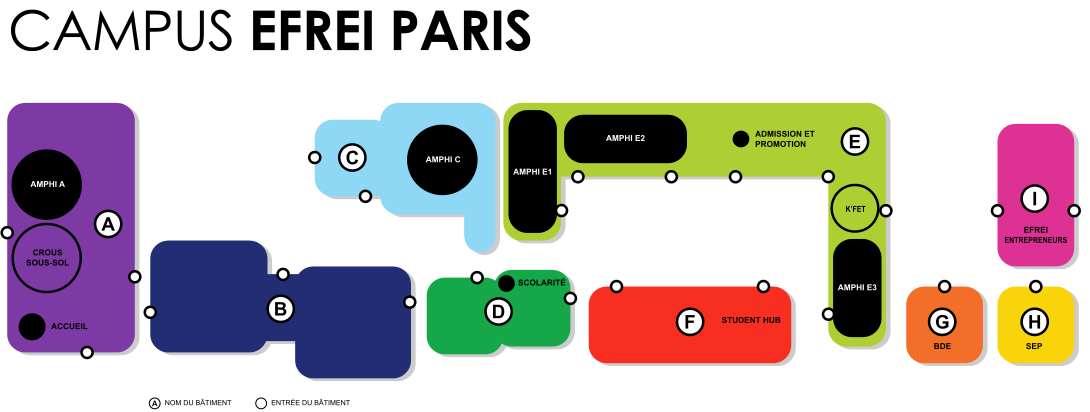 CAMPUS EFREI PARIS
AMPHI A
A
CROUS
SOUS-SOL
ACCUEIL
B
C
AMPHI C
AMPHI E1
AMPHI E2
ADMISSION ET
PROMOTION
E
K'FET
AMPHI E3
D
SCOLARITÉ
F
STUDENT HUB
G
BDE
H
SEP
I
EFREI
ENTREPRENEURS
A NOM DU BÂTIMENT
ENTRÉE DU BÂTIMENT